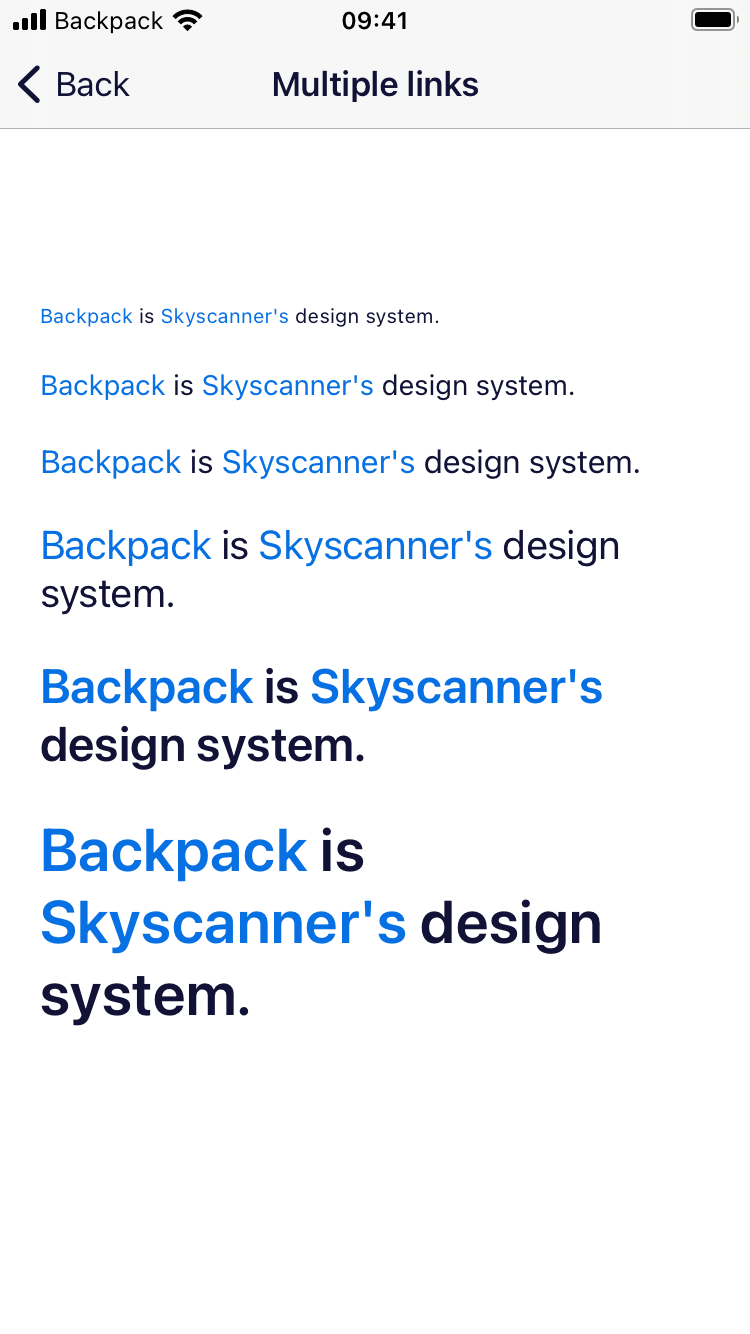 Backpack 09:41
Back Multiple links
Backpack is Skyscanner's design system.
Backpack is Skyscanner's design system.
Backpack is Skyscanner's design system.
Backpack is Skyscanner's design
system.
Backpack is Skyscanner's
design system.
Backpack is
Skyscanner's design
system.